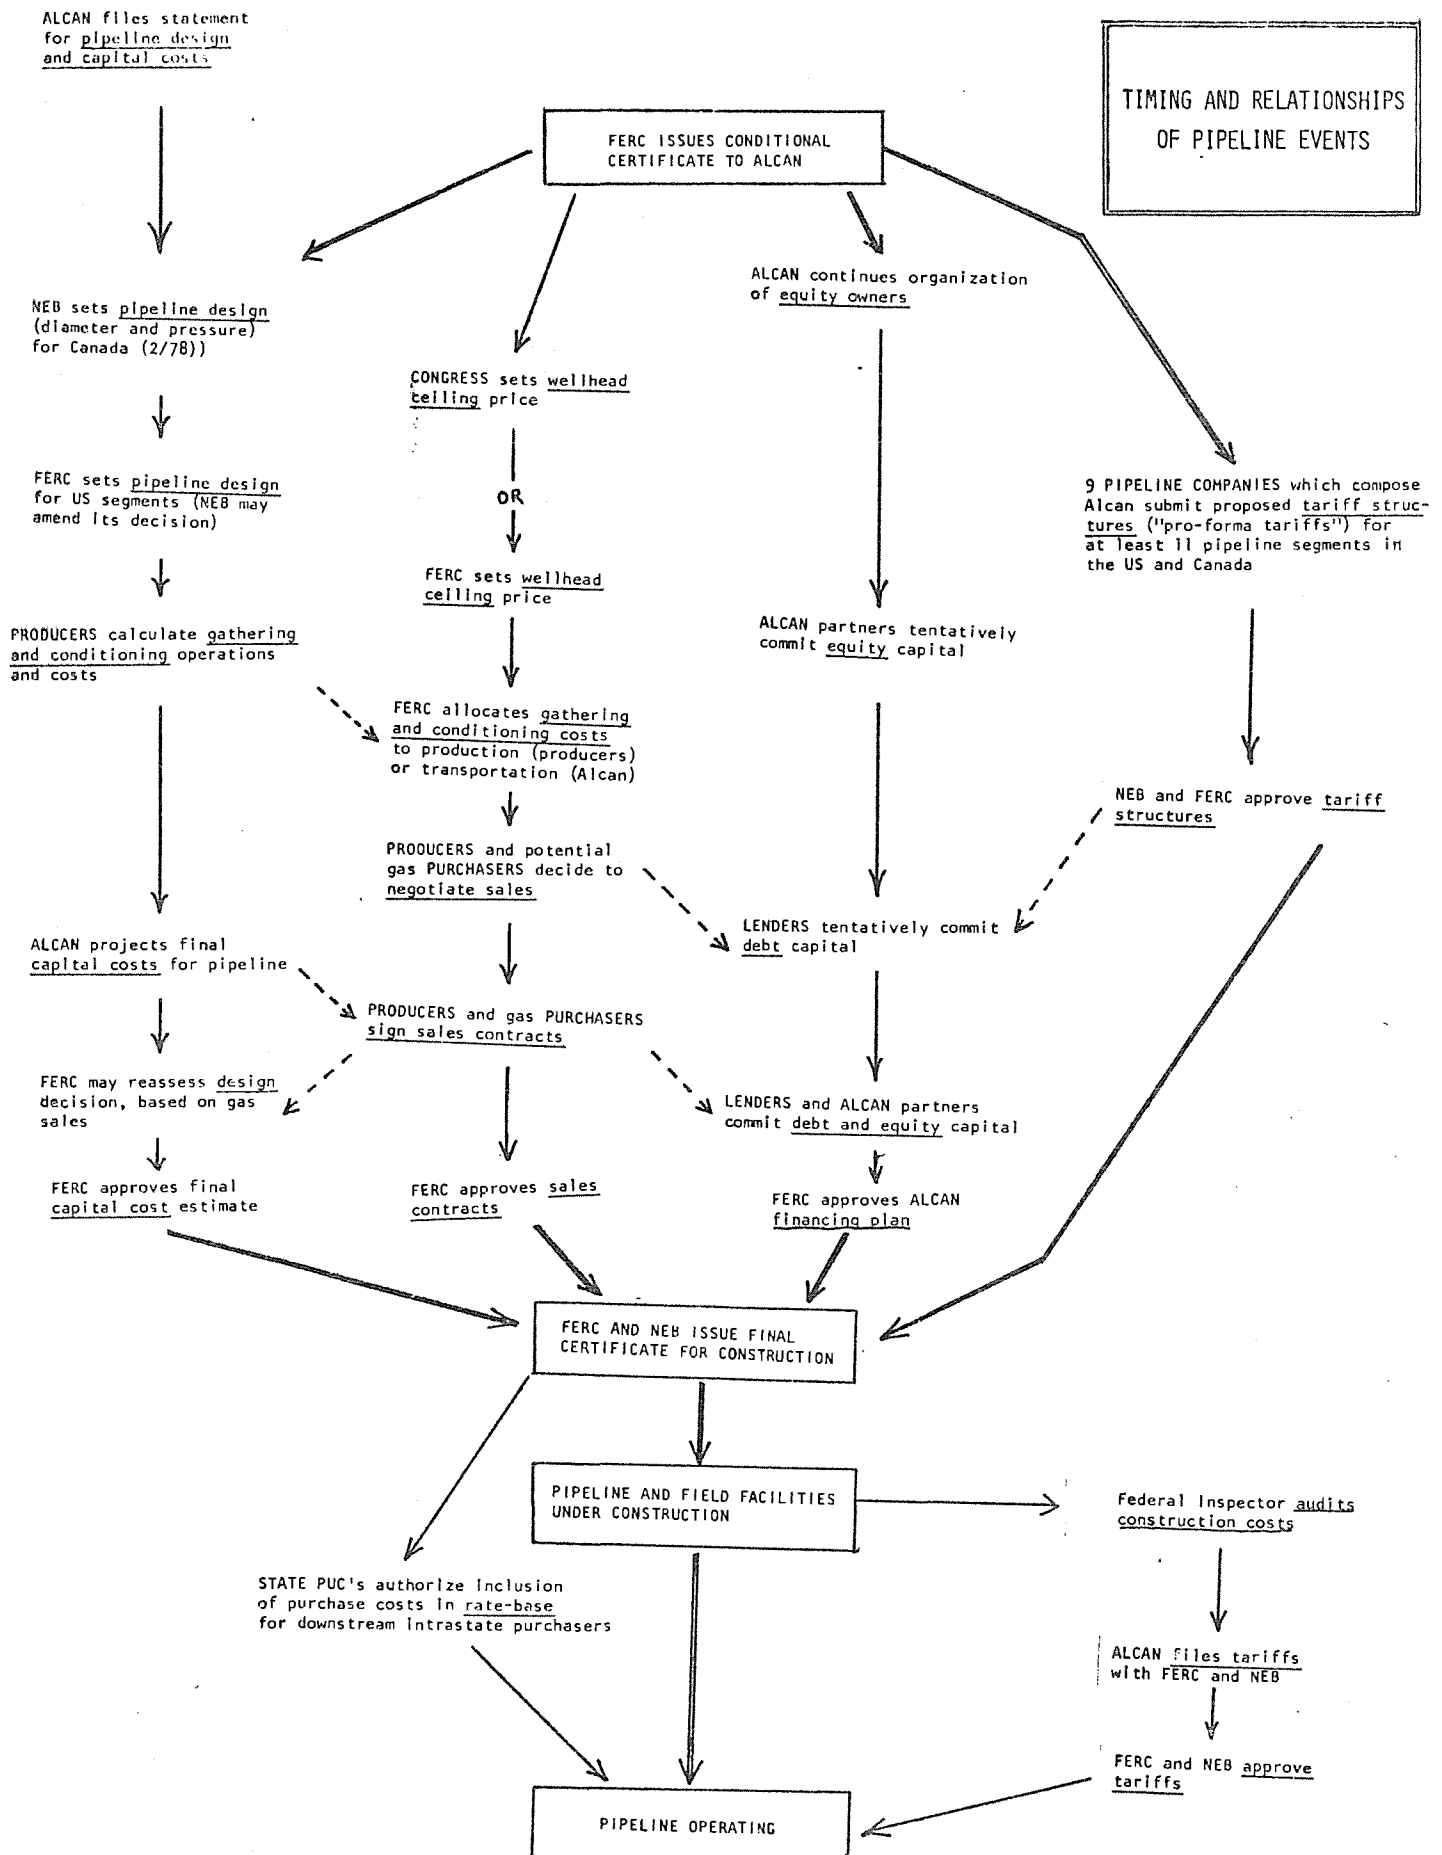 ALCAN files statement
for pipeline design
and capital costs
TIMING AND RELATIONSHIPS
OF PIPELINE EVENTS
FERC ISSUES CONDITIONAL
CERTIFICATE TO ALCAN
NEB sets pipeline design
(diameter and pressure)
for Canada (2/78))
FERC sets pipeline design
for US segments (NEB may
amend its decision)
PRODUCERS calculate gathering
and conditioning operations
and costs
ALCAN projects final
capital costs for pipeline
FERC may reassess design
decision, based on gas
sales
FERC approves final
capital cost estimate
CONGRESS sets wellhead
ceiling price
OR
FERC sets wellhead
ceiling price
FERC allocates gathering
and conditioning costs
to production (producers)
or transportation (Alcan)
PRODUCERS and potential
gas PURCHASERS decide to
negotiate sales
PRODUCERS and gas PURCHASERS
sign sales contracts
FERC approves sales
contracts
ALCAN continues organization
of equity owners
ALCAN partners tentatively
commit equity capital
LENDERS tentatively commit
debt capital
LENDERS and ALCAN partners
commit debt and equity capital
FERC approves ALCAN
financing plan
9 PIPELINE COMPANIES which compose
Alcan submit proposed tariff struc-
tures ("pro-forma tariffs") for
at least 11 pipeline segments in
the US and Canada
NEB and FERC approve tariff
structures
FERC AND NEB ISSUE FINAL
CERTIFICATE FOR CONSTRUCTION
PIPELINE AND FIELD FACILITIES
UNDER CONSTRUCTION
Federal Inspector audits
construction costs
STATE PUC's authorize inclusion
of purchase costs in rate-base
for downstream intrastate purchasers
ALCAN files tariffs
with FERC and NEB
FERC and NEB approve
tariffs
PIPELINE OPERATING